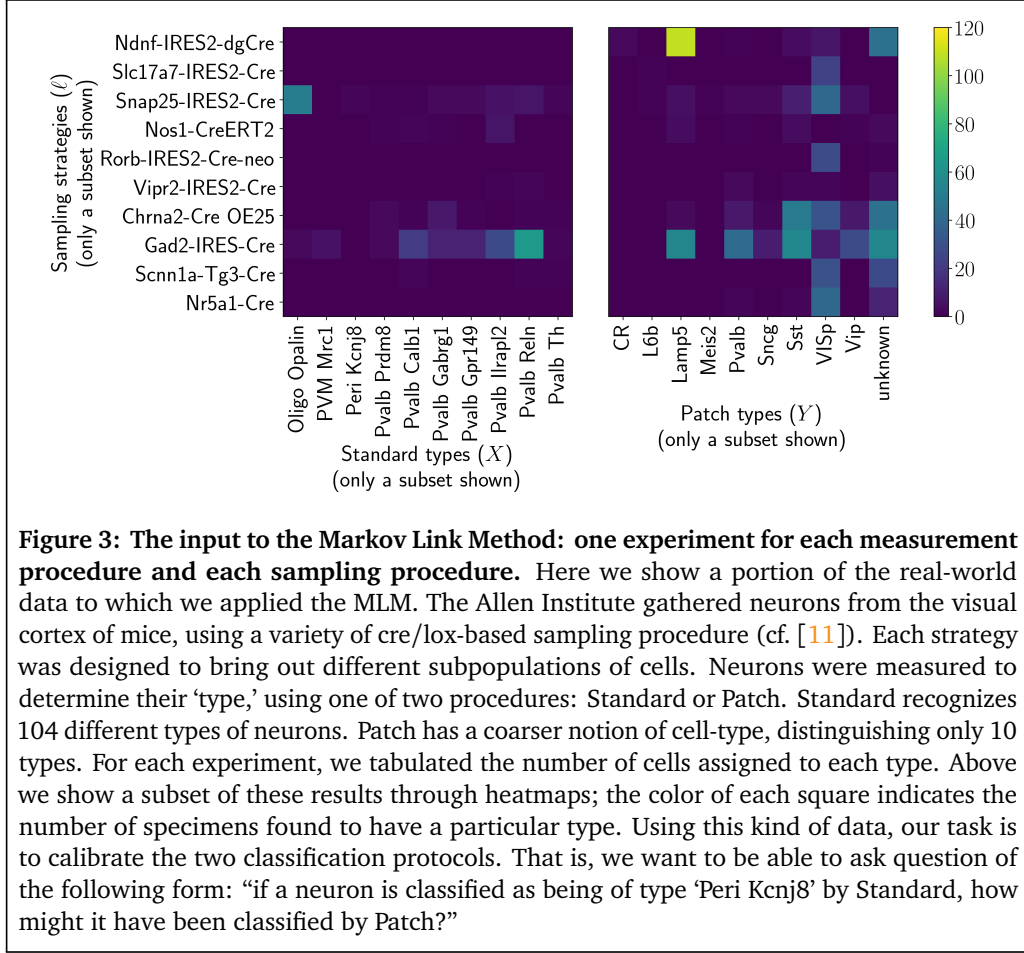 Sampling strategies (ℓ)
(only a subset shown)
Ndnf-IRES2-dgCre
Slc17a7-IRES2-Cre
Snap25-IRES2-Cre
Nos1-CreERT2
Rorb-IRES2-Cre-neo
Vipr2-IRES2-Cre
Chrna2-Cre OE25
Gad2-IRES-Cre
Scnn1a-Tg3-Cre
Nr5a1-Cre
Oligo Opalin
PVM Mrc1
Peri Kcnj8
Pvalb Prdm8
Pvalb Calb1
Pvalb Gabrg1
Pvalb Gpr149
Pvalb Ilrapl2
Pvalb Reln
Pvalb Th
Standard types (X)
(only a subset shown)
CR
L6b
Lamp5
Meis2
Pvalb
Sncg
Sst
VISp
Vip
unknown
Patch types (Y)
(only a subset shown)
120
100
80
60
40
20
0
Figure 3: The input to the Markov Link Method: one experiment for each measurement
procedure and each sampling procedure. Here we show a portion of the real-world
data to which we applied the MLM. The Allen Institute gathered neurons from the visual
cortex of mice, using a variety of cre/lox-based sampling procedure (cf. [11]). Each strategy
was designed to bring out different subpopulations of cells. Neurons were measured to
determine their ‘type,’ using one of two procedures: Standard or Patch. Standard recognizes
104 different types of neurons. Patch has a coarser notion of cell-type, distinguishing only 10
types. For each experiment, we tabulated the number of cells assigned to each type. Above
we show a subset of these results through heatmaps; the color of each square indicates the
number of specimens found to have a particular type. Using this kind of data, our task is
to calibrate the two classification protocols. That is, we want to be able to ask question of
the following form: “if a neuron is classified as being of type ‘Peri Kcnj8’ by Standard, how
might it have been classified by Patch?”